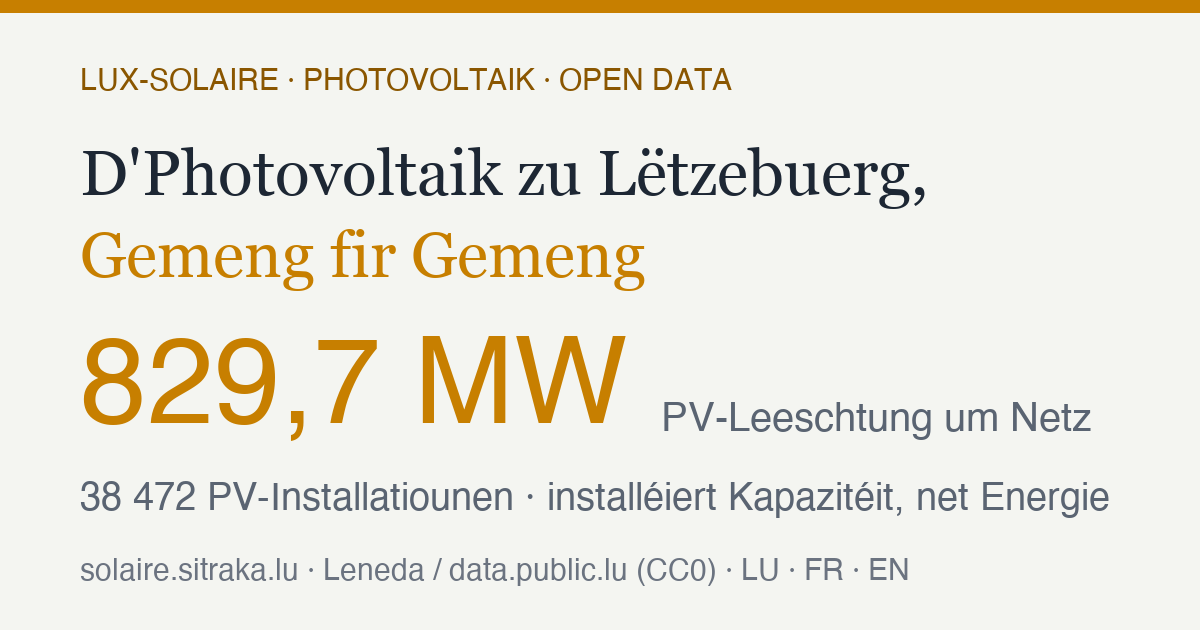 LUX-SOLAIRE · PHOTOVOLTAIK · OPEN DATA
D'Photovoltaik zu Lëtzebuerg,
Gemeng fir Gemeng
829,7 MW PV-Leeschtung um Netz
38 472 PV-Installatiounen · installéiert Kapazitéit, net Energie
solaire.sitraka.lu · Leneda / data.public.lu (CC0) · LU · FR · EN